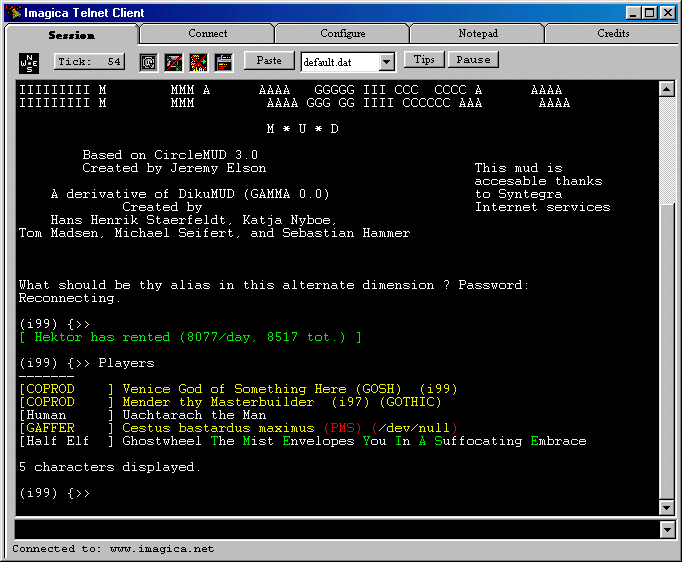 Imagica Telnet Client
Session Connect Configure Notepad Credits
N
W E
S
Tick: 54 Paste default.dat Tips Pause
IIIIIIIII M MMM A AAAA GGGGG III CCC CCCC A AAAA
IIIIIIIII M MMM AAAA GGG GG IIII CCCCCC AAA AAAA
M * U * D
Based on CircleMUD 3.0
Created by Jeremy Elson This mud is
accesable thanks
A derivative of DikuMUD (GAMMA 0.0) to Syntegra
Created by Internet services
Hans Henrik Staerfeldt, Katja Nyboe,
Tom Madsen, Michael Seifert, and Sebastian Hammer
What should be thy alias in this alternate dimension ? Password:
Reconnecting.
(i99) {>>
[ Hektor has rented (8077/day, 8517 tot.) ]
(i99) {>> Players
-------
[COPROD ] Venice God of Something Here (GOSH) (i99)
[COPROD ] Mender thy Masterbuilder (i97) (GOTHIC)
[Human ] Uachtarach the Man
[GAFFER ] Cestus bastardus maximus (PMS) (/dev/null)
[Half Elf ] Ghostwheel The Mist Envelopes You In A Suffocating Embrace
5 characters displayed.
(i99) {>>
Connected to: www.imagica.net